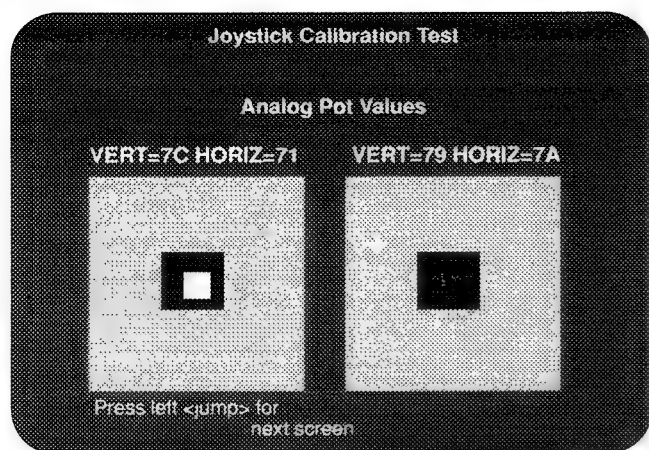 Joystick Calibration Test
Analog Pot Values
VERT=7C HORIZ=71 VERT=79 HORIZ=7A
Press left <jump> for
next screen